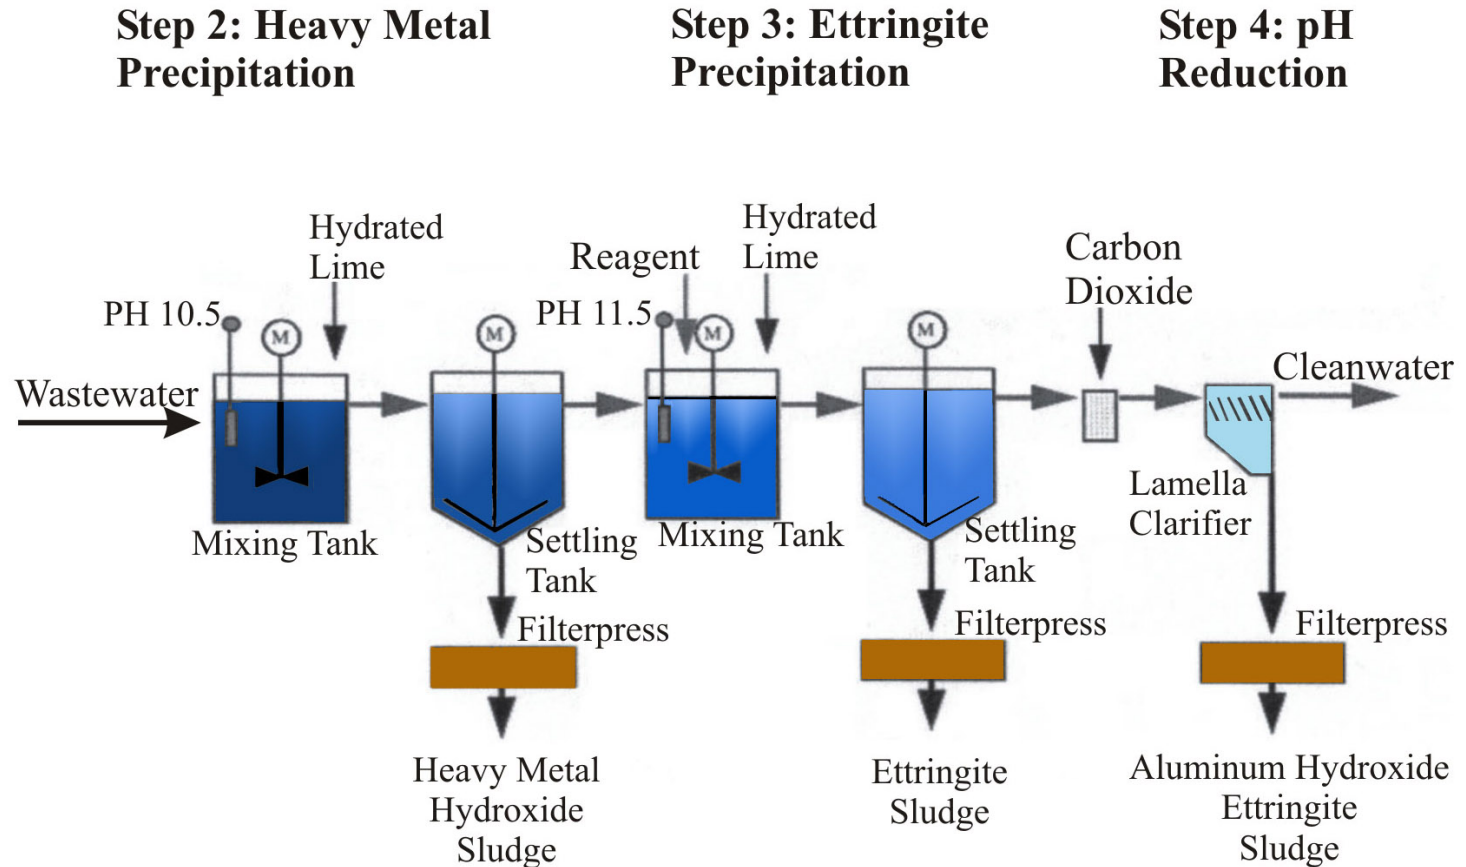 Step 2: Heavy Metal
Precipitation
Step 3: Ettringite
Precipitation
Step 4: pH
Reduction
Hydrated
Lime
PH 10.5
M
Wastewater
Mixing Tank
M
Settling
Tank
Filterpress
Heavy Metal
Hydroxide
Sludge
Reagent
Hydrated
Lime
PH 11.5
M
Mixing Tank
M
Settling
Tank
Filterpress
Ettringite
Sludge
Carbon
Dioxide
Cleanwater
Lamella
Clarifier
Filterpress
Aluminum Hydroxide
Ettringite
Sludge